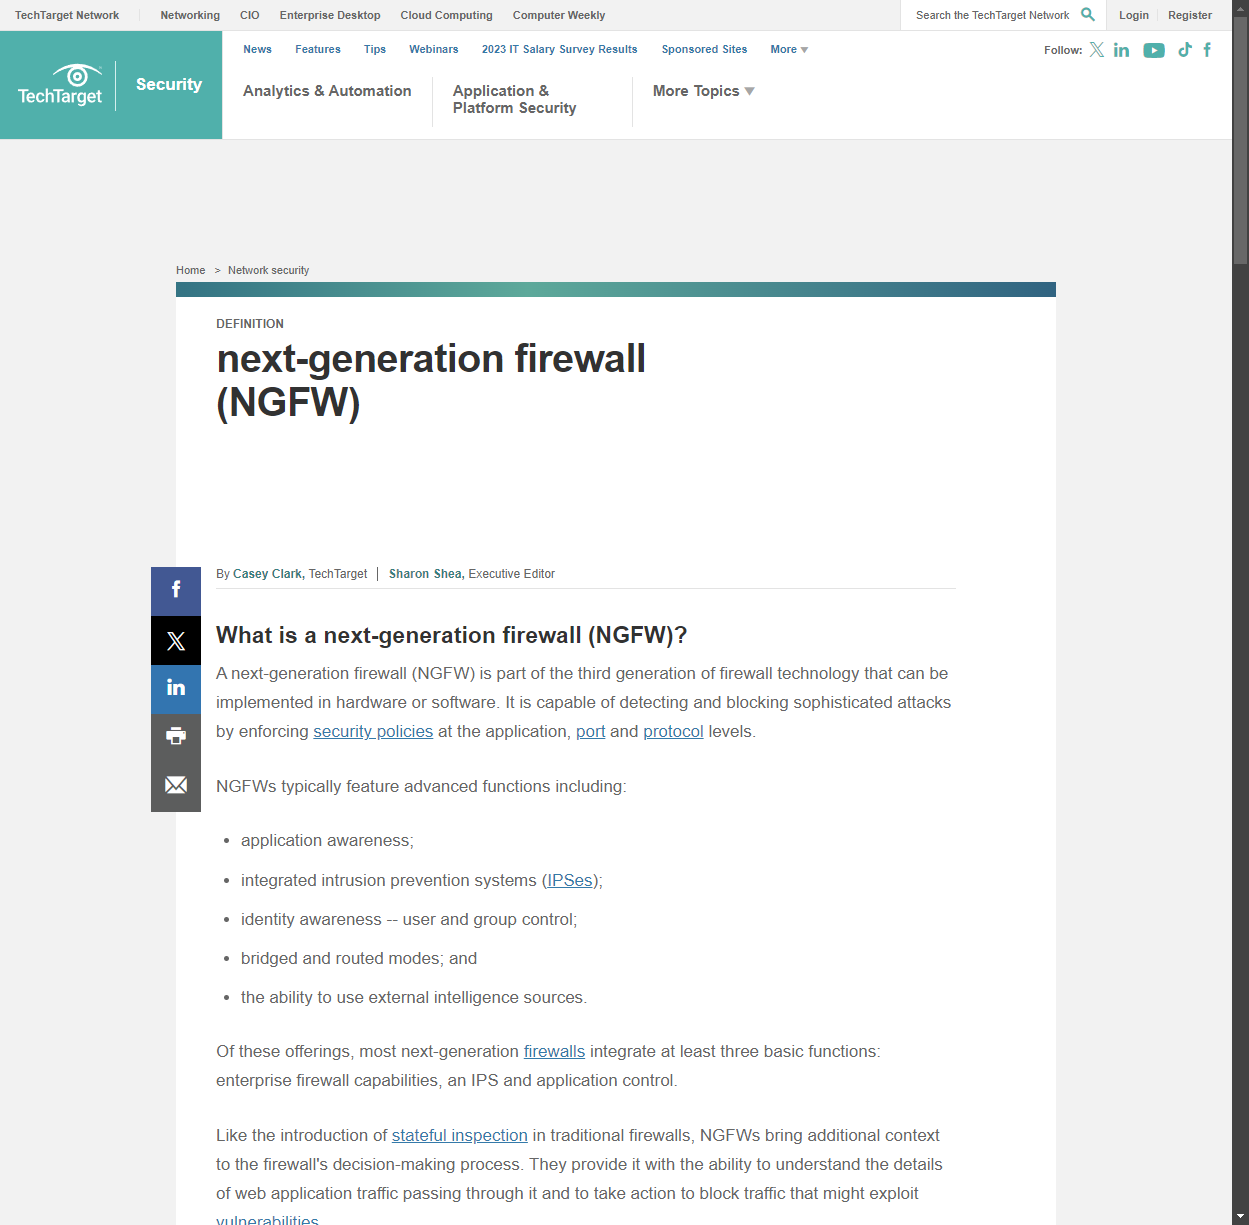 TechTarget Network
Networking CIO Enterprise Desktop Cloud Computing Computer Weekly
Search the TechTarget Network
Login Register
TechTarget Security
News Features Tips Webinars 2023 IT Salary Survey Results Sponsored Sites More
Follow:
Analytics & Automation
Application &
Platform Security
More Topics
Home > Network security
DEFINITION
next-generation firewall
(NGFW)
By Casey Clark, TechTarget | Sharon Shea, Executive Editor
What is a next-generation firewall (NGFW)?
A next-generation firewall (NGFW) is part of the third generation of firewall technology that can be
implemented in hardware or software. It is capable of detecting and blocking sophisticated attacks
by enforcing security policies at the application, port and protocol levels.
NGFWs typically feature advanced functions including:
• application awareness;
• integrated intrusion prevention systems (IPSes);
• identity awareness -- user and group control;
• bridged and routed modes; and
• the ability to use external intelligence sources.
Of these offerings, most next-generation firewalls integrate at least three basic functions:
enterprise firewall capabilities, an IPS and application control.
Like the introduction of stateful inspection in traditional firewalls, NGFWs bring additional context
to the firewall's decision-making process. They provide it with the ability to understand the details
of web application traffic passing through it and to take action to block traffic that might exploit
vulnerabilities.